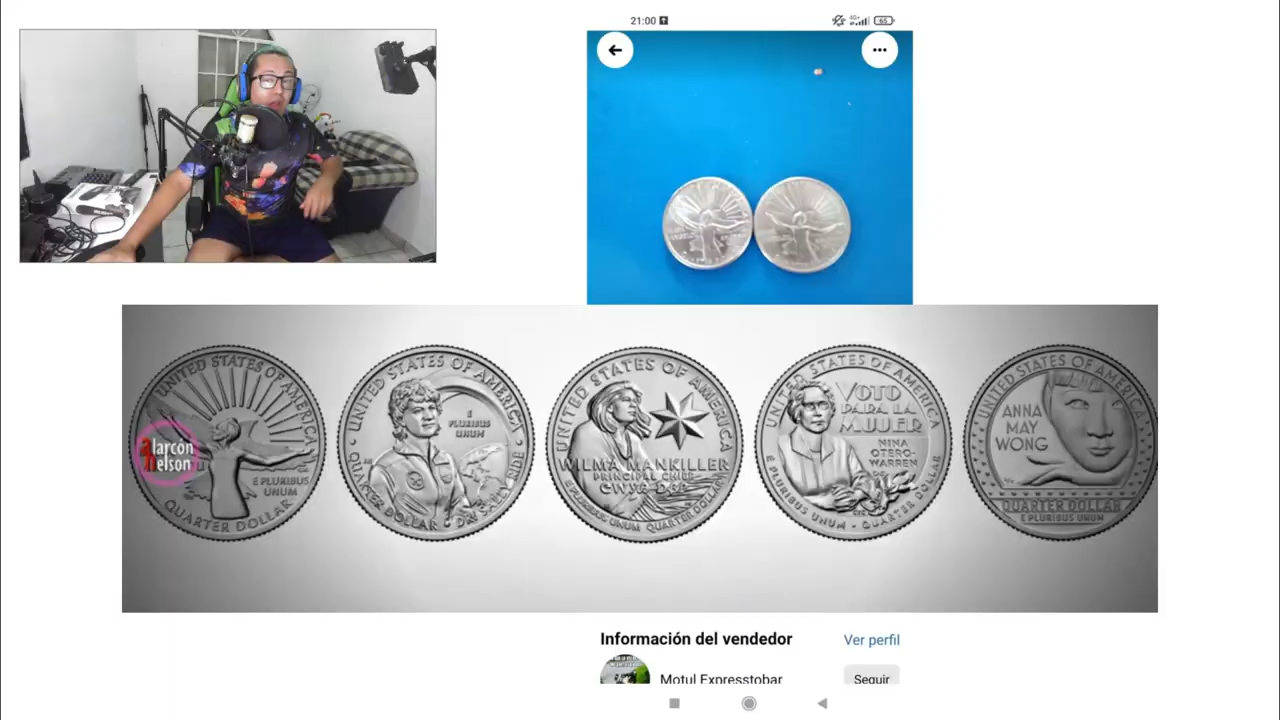 21:00
4G+
65
UNITED STATES OF AMERICA
E PLURIBUS
UNUM
QUARTER DOLLAR
alarcón
nelson
UNITED STATES OF AMERICA
E
PLURIBUS
UNUM
QUARTER DOLLAR • DR. SALLY RIDE
UNITED STATES OF AMERICA
WILMA MANKILLER
PRINCIPAL CHIEF
E PLURIBUS UNUM QUARTER DOLLAR
UNITED STATES OF AMERICA
VOTO
PARA LA
MUJER
NINA
OTERO-
WARREN
E PLURIBUS UNUM • QUARTER DOLLAR
UNITED STATES OF AMERICA
ANNA
MAY
WONG
QUARTER DOLLAR
E PLURIBUS UNUM
Información del vendedor
Ver perfil
Motul Expresstobar
Seguir